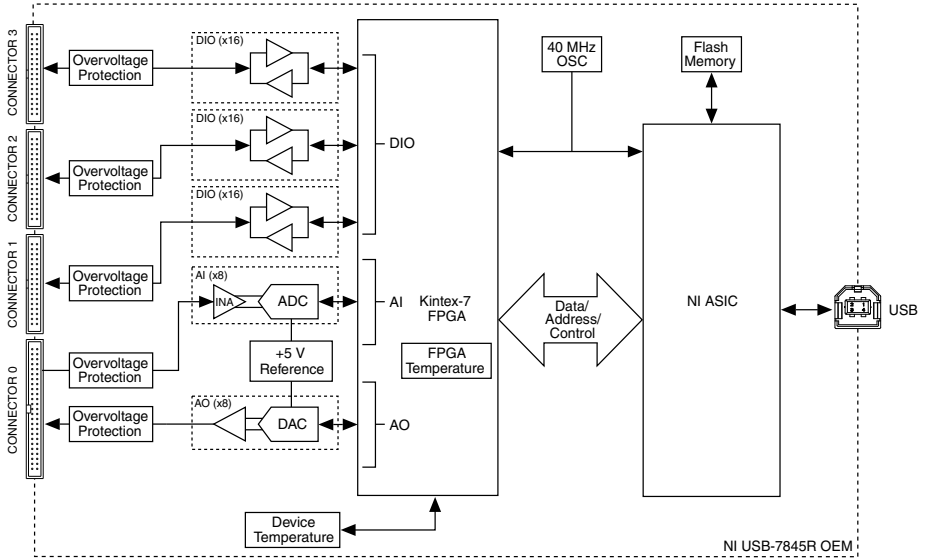 CONNECTOR 3
Overvoltage
Protection
DIO (x16)
40 MHz
OSC
Flash
Memory
CONNECTOR 2
Overvoltage
Protection
DIO (x16)
DIO
CONNECTOR 1
Overvoltage
Protection
DIO (x16)
AI (x8)
INA
ADC
AI
Kintex-7
FPGA
Data/
Address/
Control
NI ASIC
USB
CONNECTOR 0
Overvoltage
Protection
+5 V
Reference
FPGA
Temperature
Overvoltage
Protection
AO (x8)
DAC
AO
Device
Temperature
NI USB-7845R OEM